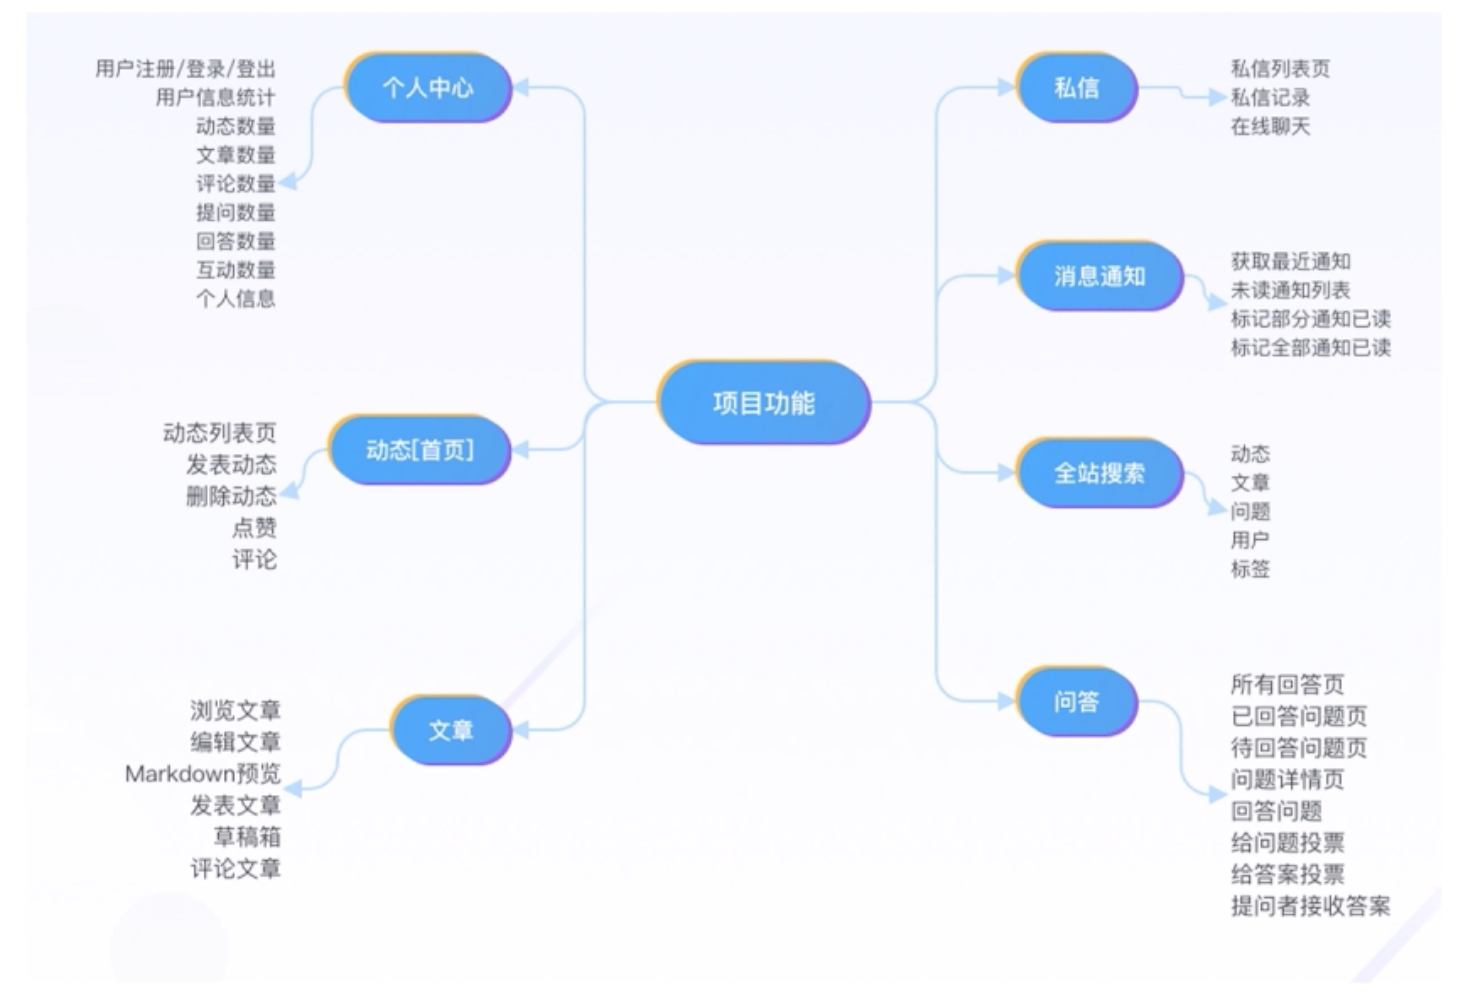 项目功能
个人中心
用户注册/登录/登出
用户信息统计
动态数量
文章数量
评论数量
提问数量
回答数量
互动数量
个人信息
动态[首页]
动态列表页
发表动态
删除动态
点赞
评论
文章
浏览文章
编辑文章
Markdown预览
发表文章
草稿箱
评论文章
私信
私信列表页
私信记录
在线聊天
消息通知
获取最近通知
未读通知列表
标记部分通知已读
标记全部通知已读
全站搜索
动态
文章
问题
用户
标签
问答
所有回答页
已回答问题页
待回答问题页
问题详情页
回答问题
给问题投票
给答案投票
提问者接收答案